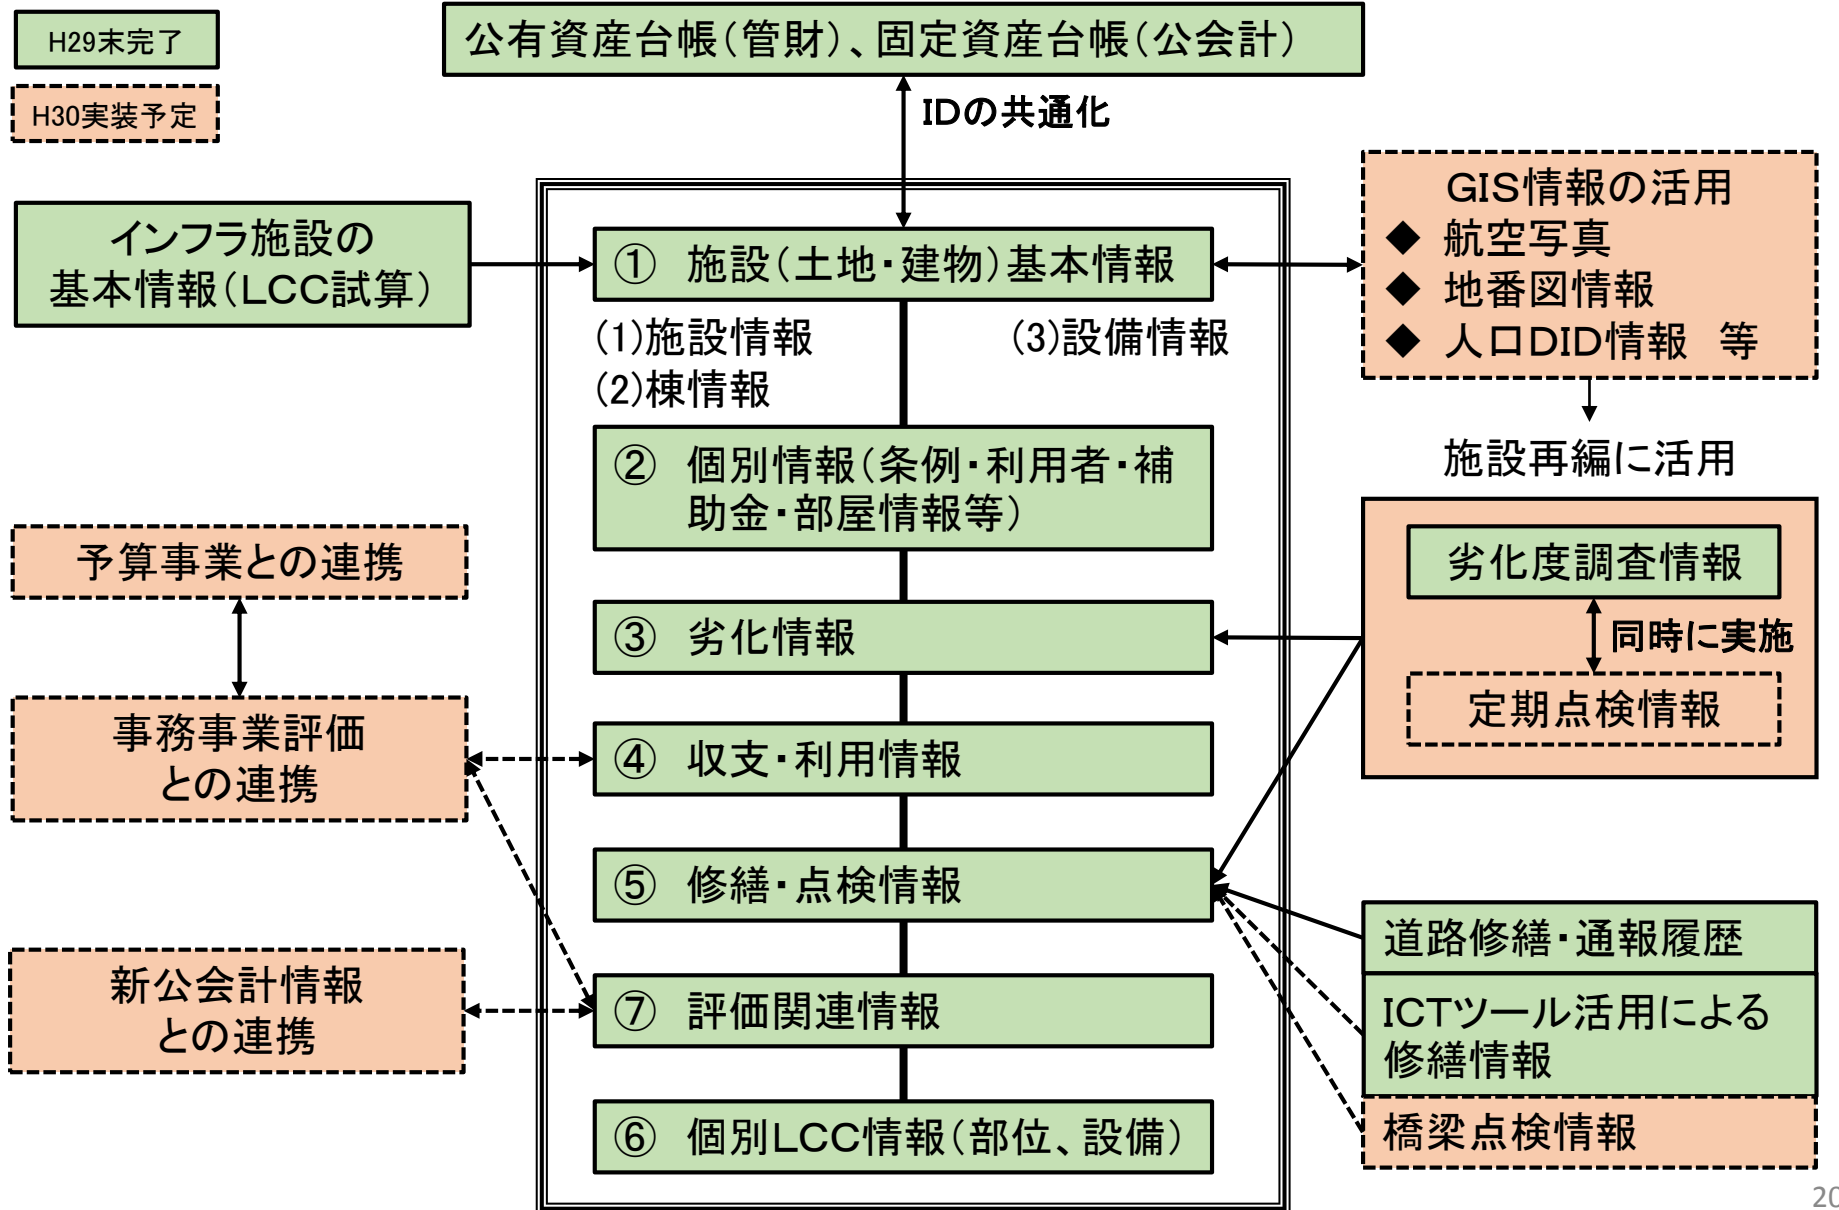 H29末完了
H30実装予定
公有資産台帳(管財)、固定資産台帳(公会計)
IDの共通化
インフラ施設の
基本情報(LCC試算)
① 施設(土地・建物)基本情報
(1)施設情報
(3)設備情報
(2)棟情報
② 個別情報(条例・利用者・補
助金・部屋情報等)
③ 劣化情報
④ 収支・利用情報
⑤ 修繕・点検情報
⑦ 評価関連情報
⑥ 個別LCC情報(部位、設備)
予算事業との連携
事務事業評価
との連携
新公会計情報
との連携
GIS情報の活用
◆ 航空写真
◆ 地番図情報
◆ 人口DID情報 等
施設再編に活用
劣化度調査情報
同時に実施
定期点検情報
道路修繕・通報履歴
ICTツール活用による
修繕情報
橋梁点検情報
20